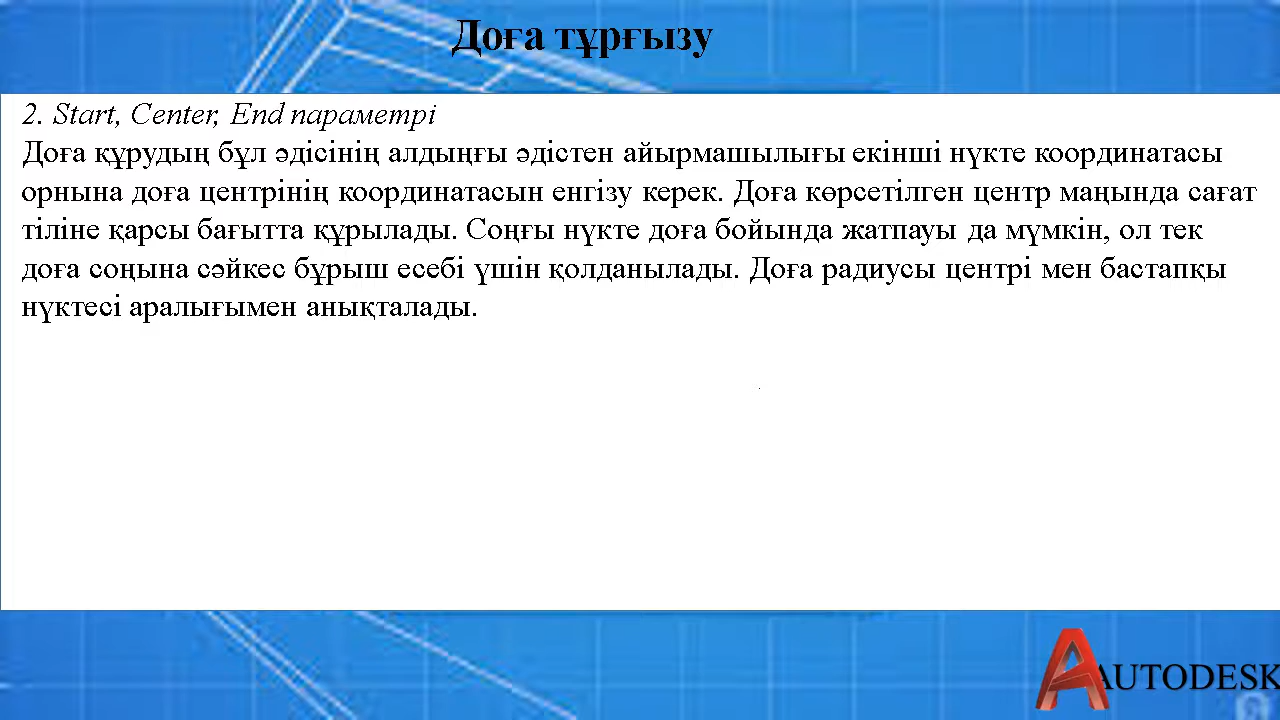 Доға тұрғызу
2. Start, Center, End параметрі
Доға құрудың бұл әдісінің алдыңғы әдістен айырмашылығы екінші нүкте координатасы
орнына доға центрінің координатасын енгізу керек. Доға көрсетілген центр маңында сағат
тіліне қарсы бағытта құрылады. Соңғы нүкте доға бойында жатпауы да мүмкін, ол тек
доға соңына сәйкес бұрыш есебі үшін қолданылады. Доға радиусы центрі мен бастапқы
нүктесі аралығымен анықталады.
AUTODESK